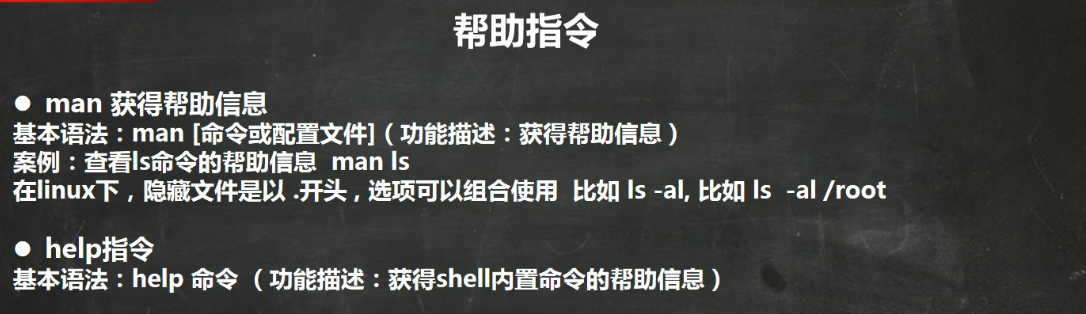 帮助指令
● man 获得帮助信息
基本语法：man [命令或配置文件]（功能描述：获得帮助信息）
案例：查看ls命令的帮助信息 man ls
在linux下，隐藏文件是以 .开头 , 选项可以组合使用 比如 ls -al, 比如 ls -al /root
● help指令
基本语法：help 命令 （功能描述：获得shell内置命令的帮助信息）